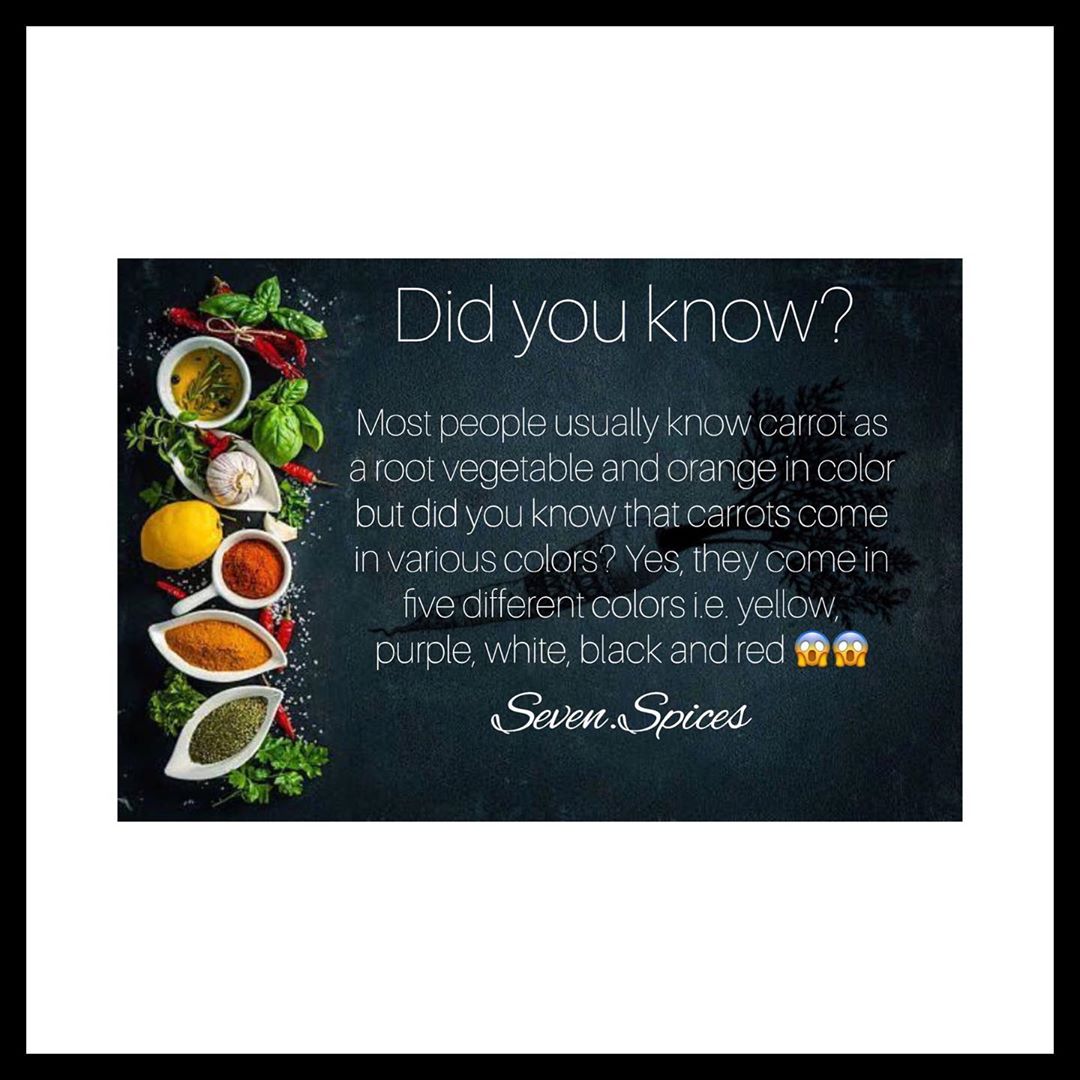 Did you know?
Most people usually know carrot as
a root vegetable and orange in color
but did you know that carrots come
in various colors? Yes, they come in
five different colors i.e. yellow,
purple, white, black and red 😱😱
Seven.Spices